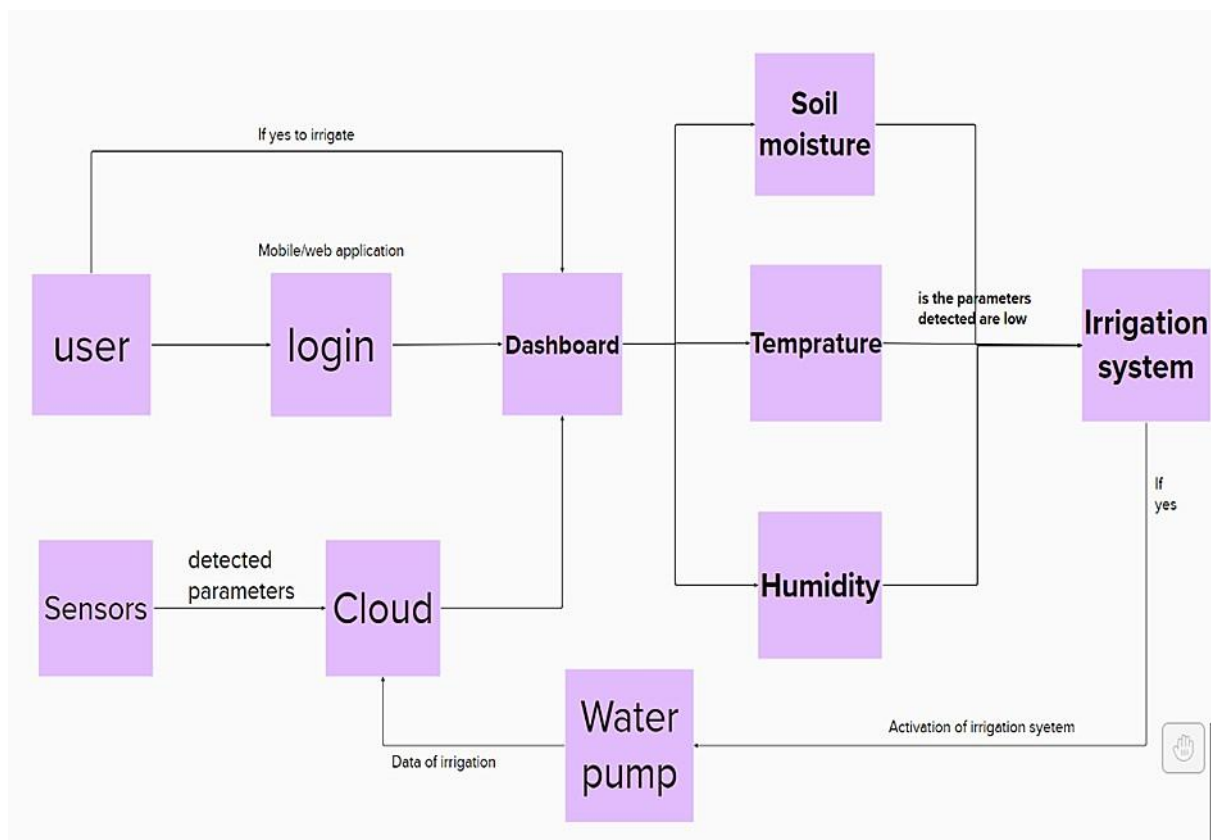 Soil
moisture
If yes to irrigate
Mobile/web application
user
login
Dashboard
Temprature
is the parameters
detected are low
Irrigation
system
If
yes
Sensors
detected
parameters
Cloud
Humidity
Water
pump
Activation of irrigation syetem
Data of irrigation